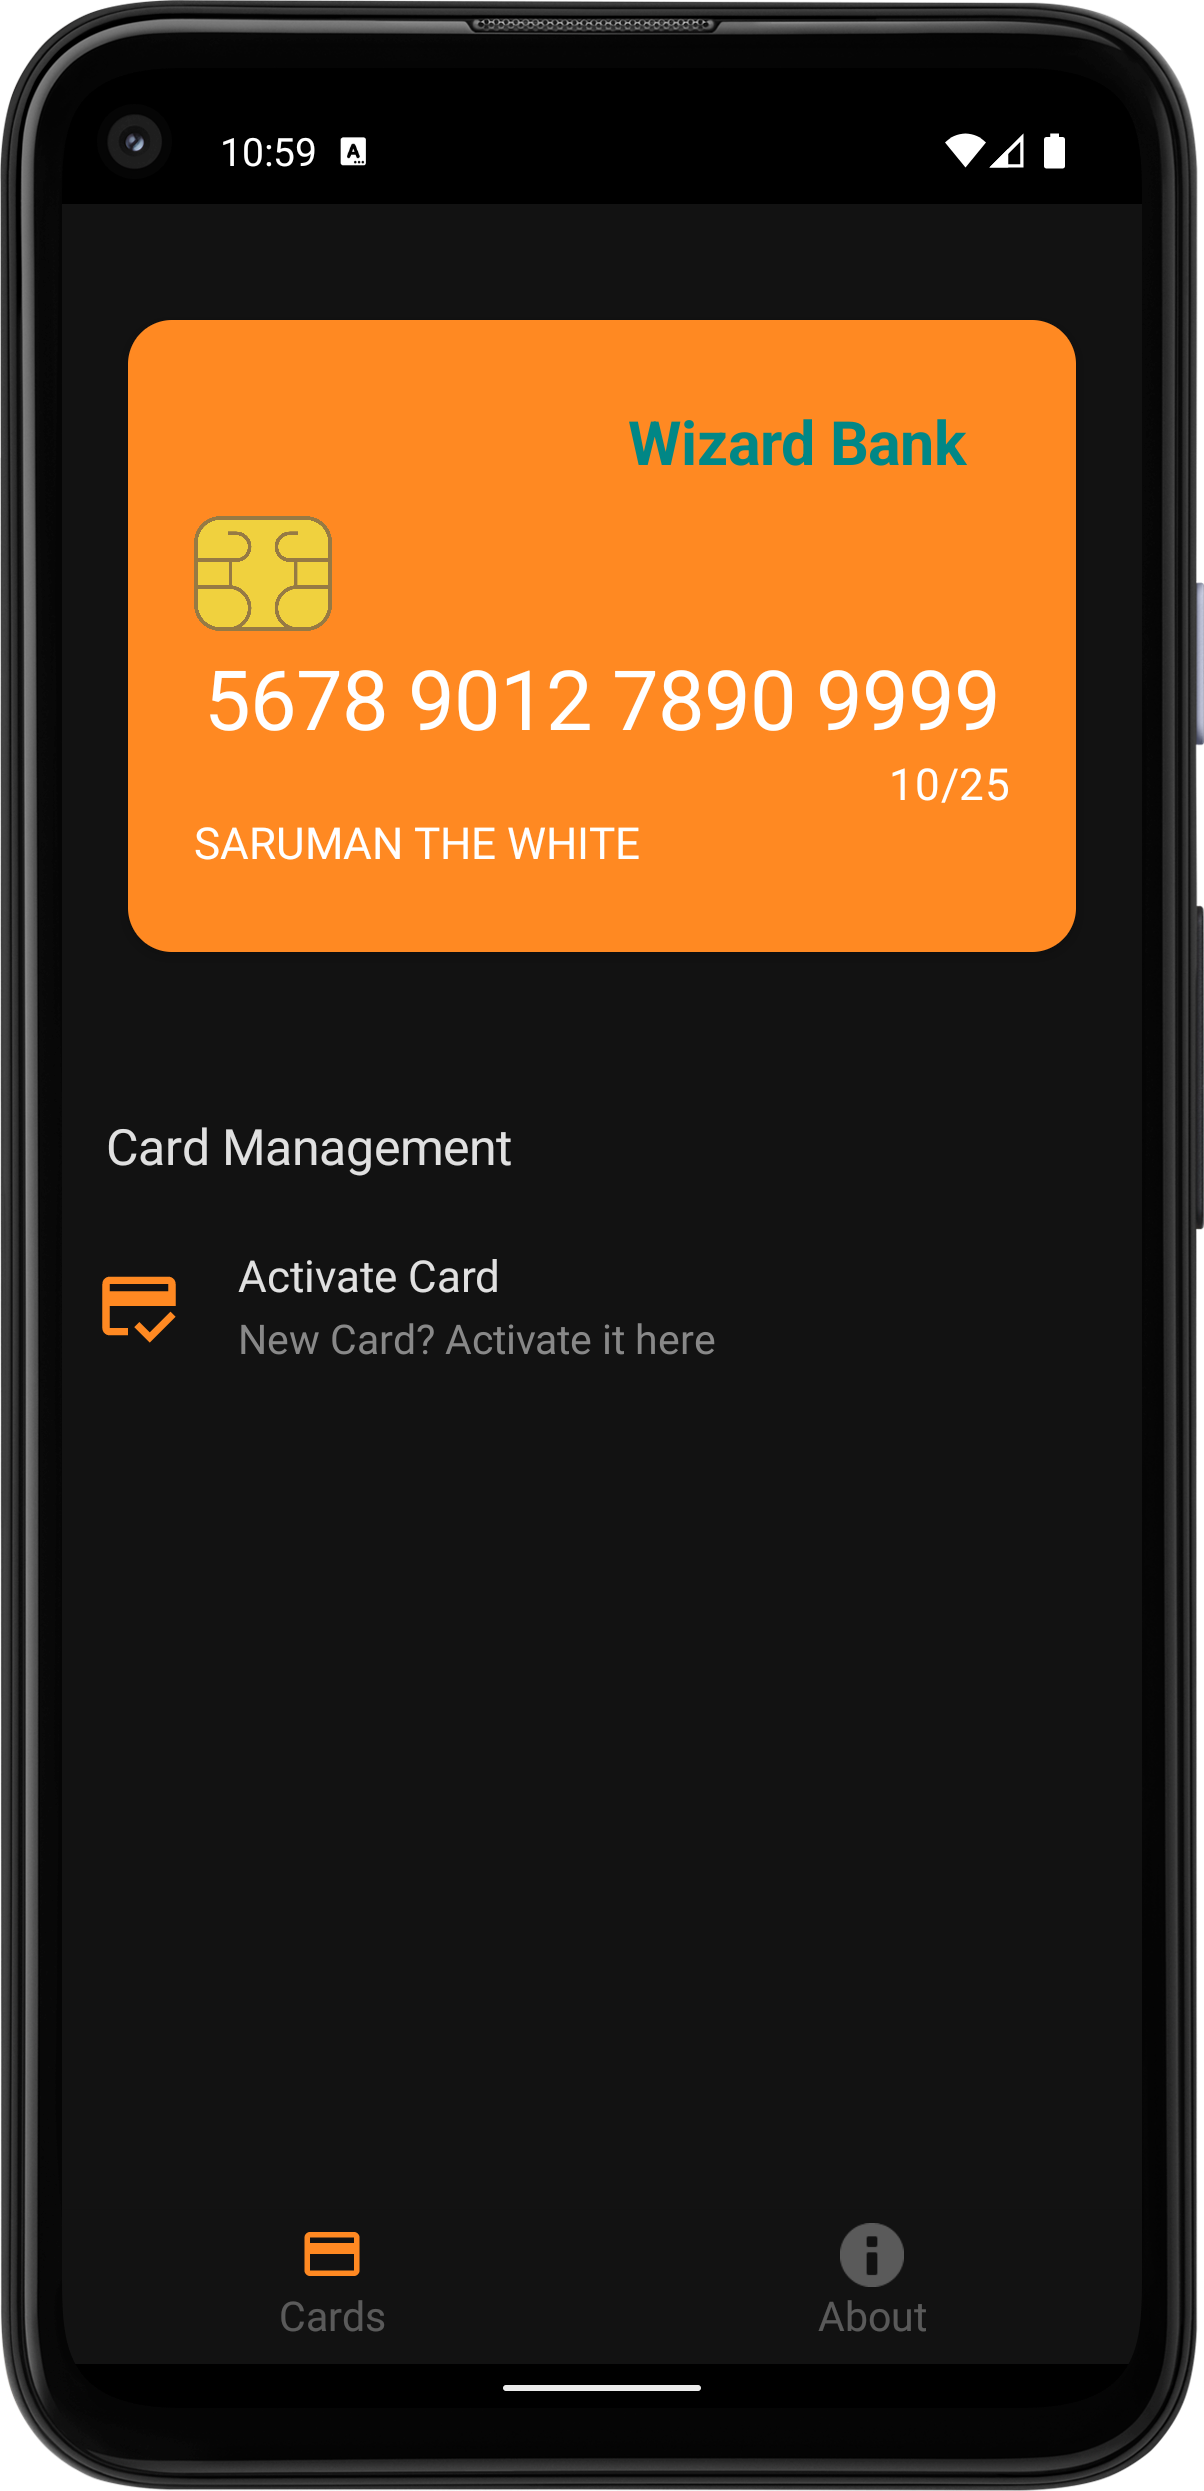 10:59
Wizard Bank
5678 9012 7890 9999
10/25
SARUMAN THE WHITE
Card Management
Activate Card
New Card? Activate it here
Cards
About